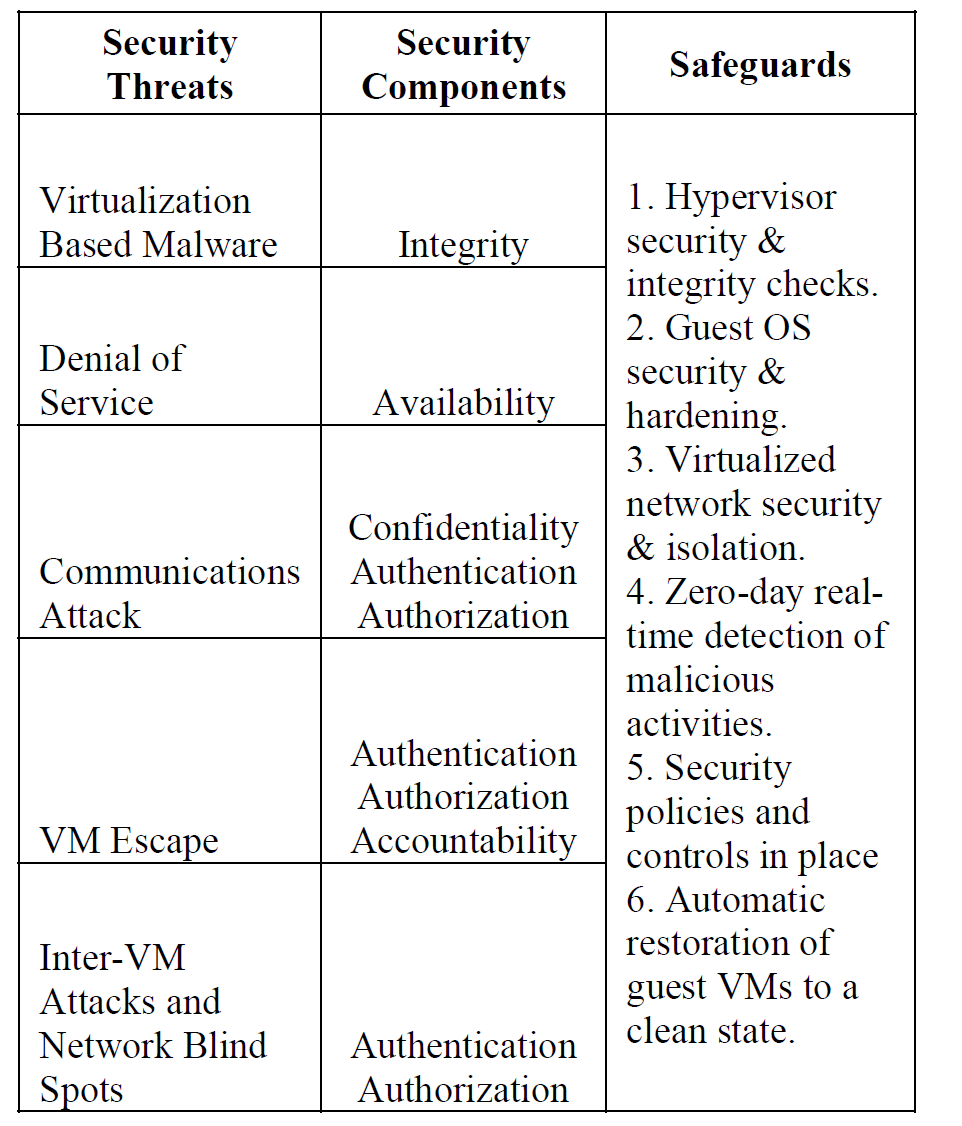 Security
Threats
Security
Components
Safeguards
Virtualization
Based Malware
Integrity
Denial of
Service
Availability
Communications
Attack
Confidentiality
Authentication
Authorization
VM Escape
Authentication
Authorization
Accountability
Inter-VM
Attacks and
Network Blind
Spots
Authentication
Authorization
1. Hypervisor
security &
integrity checks.
2. Guest OS
security &
hardening.
3. Virtualized
network security
& isolation.
4. Zero-day real-
time detection of
malicious
activities.
5. Security
policies and
controls in place
6. Automatic
restoration of
guest VMs to a
clean state.